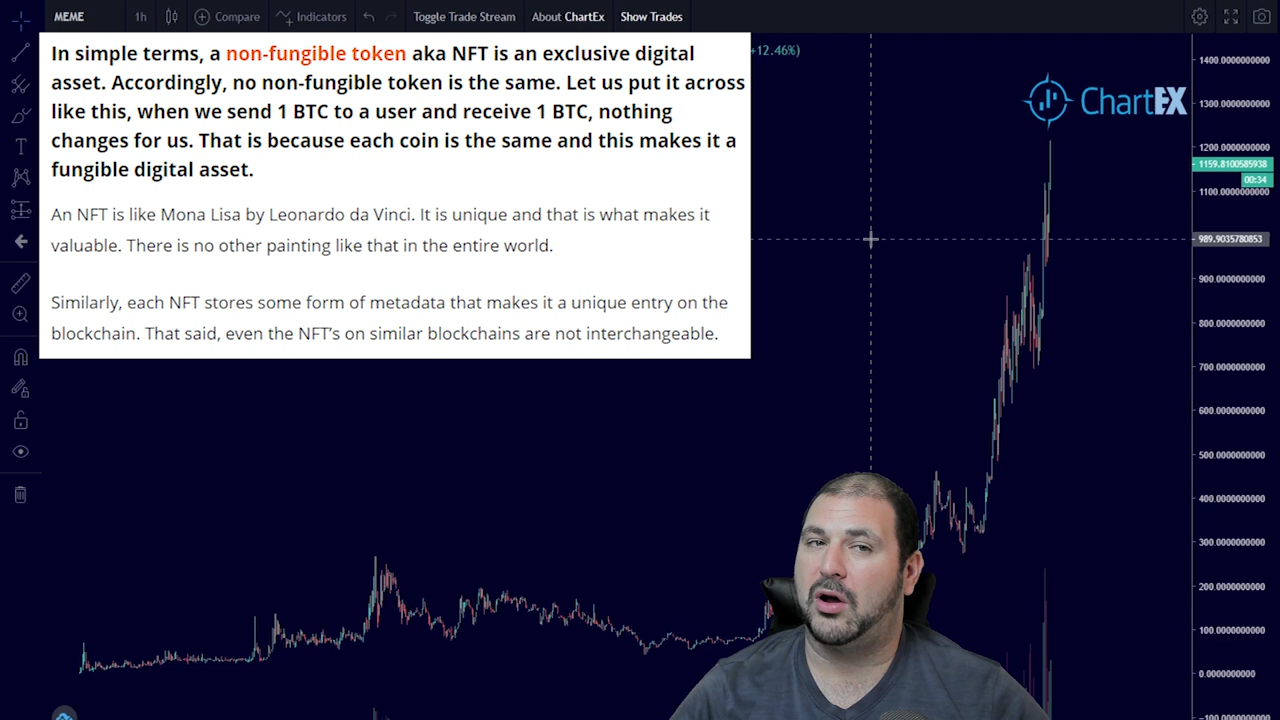 MEME 1h Compare Indicators Toggle Trade Stream About ChartEx Show Trades
In simple terms, a non-fungible token aka NFT is an exclusive digital
asset. Accordingly, no non-fungible token is the same. Let us put it across
like this, when we send 1 BTC to a user and receive 1 BTC, nothing
changes for us. That is because each coin is the same and this makes it a
fungible digital asset.
An NFT is like Mona Lisa by Leonardo da Vinci. It is unique and that is what makes it
valuable. There is no other painting like that in the entire world.
Similarly, each NFT stores some form of metadata that makes it a unique entry on the
blockchain. That said, even the NFT's on similar blockchains are not interchangeable.
+12.46%)
ChartEX
1400.0000000000
1300.0000000000
1200.0000000000
1159.8100585938
00:34
1100.0000000000
989.9035780853
900.0000000000
800.0000000000
700.0000000000
600.0000000000
500.0000000000
400.0000000000
300.0000000000
200.0000000000
100.0000000000
0.0000000000